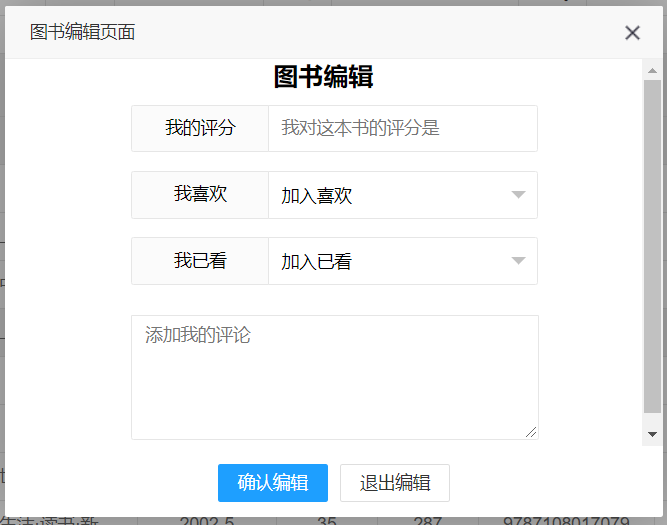 图书编辑页面
图书编辑
我的评分 我对这本书的评分是
我喜欢 加入喜欢
我已看 加入已看
添加我的评论
确认编辑 退出编辑
2002-5 35 287 9787108017079